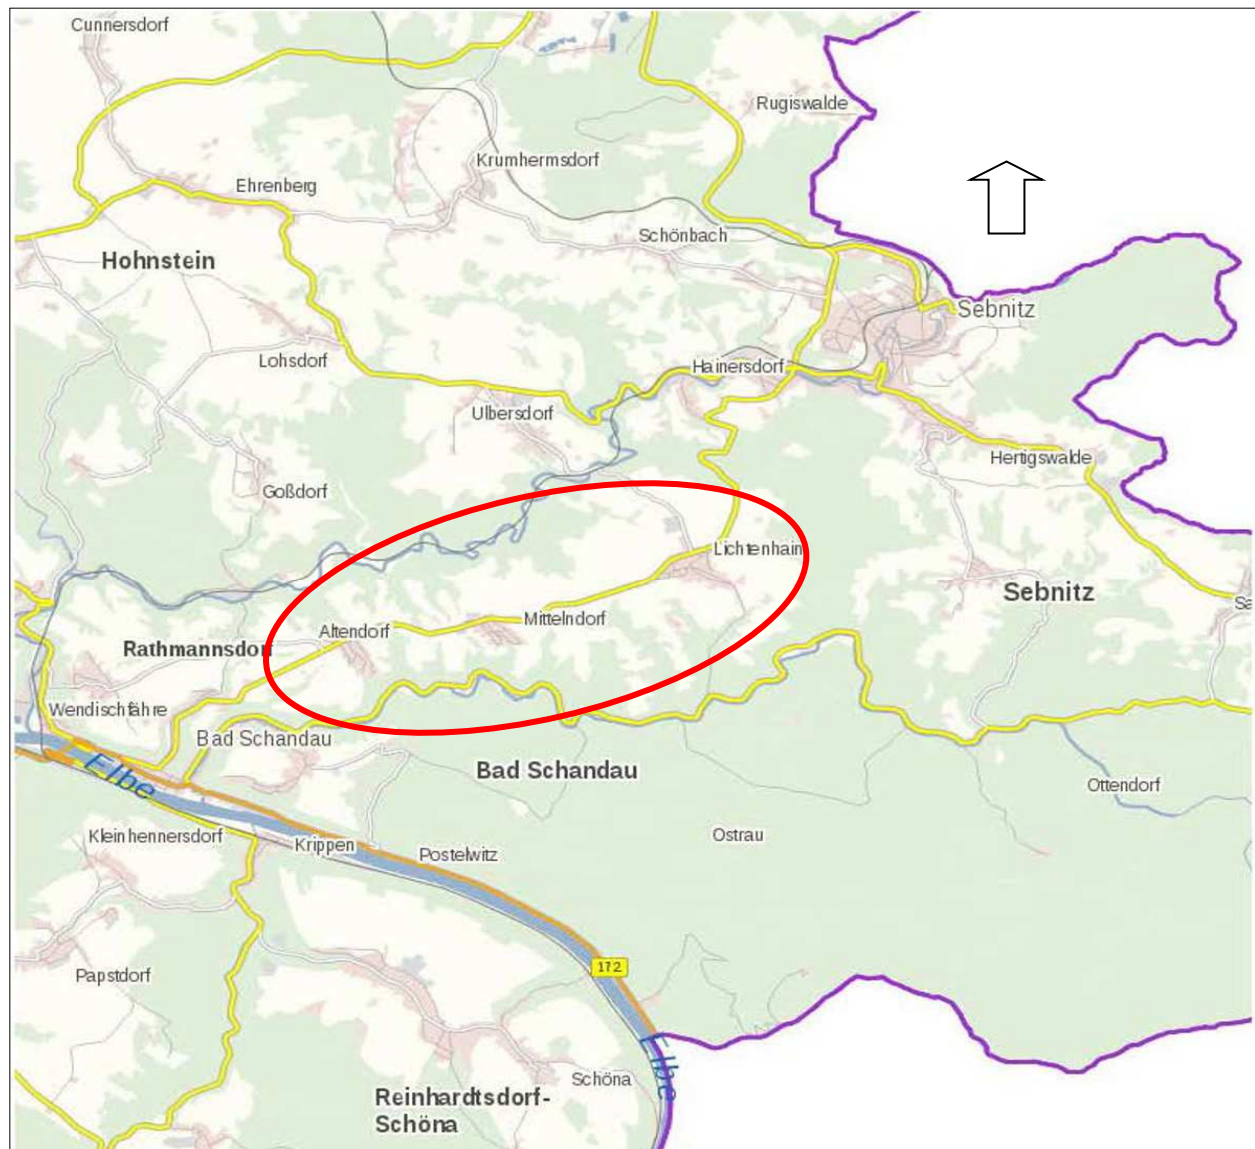 Cunnersdorf
Rugiswalde
Krumhermsdorf
Ehrenberg
Schönbach
Hohnstein
Sebnitz
Lohsdorf
Hainersdorf
Ulbersdorf
Hertigswalde
Goßdorf
Lichtenhain
Sebnitz
Sa
Mittelndorf
Altendorf
Rathmannsdorf
Wendischfähre
Bad Schandau
Elbe
Bad Schandau
Ottendorf
Kleinhennersdorf
Krippen
Ostrau
Postelwitz
Papstdorf
172
Elbe
Schöna
Reinhardtsdorf-
Schöna